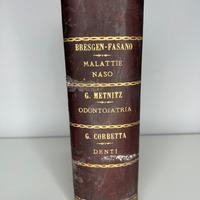 BRESGEN-FASANO
MALATTIE
NASO
G. METNITZ
ODONTOJATRIA
G. CORBETTA
DENTI